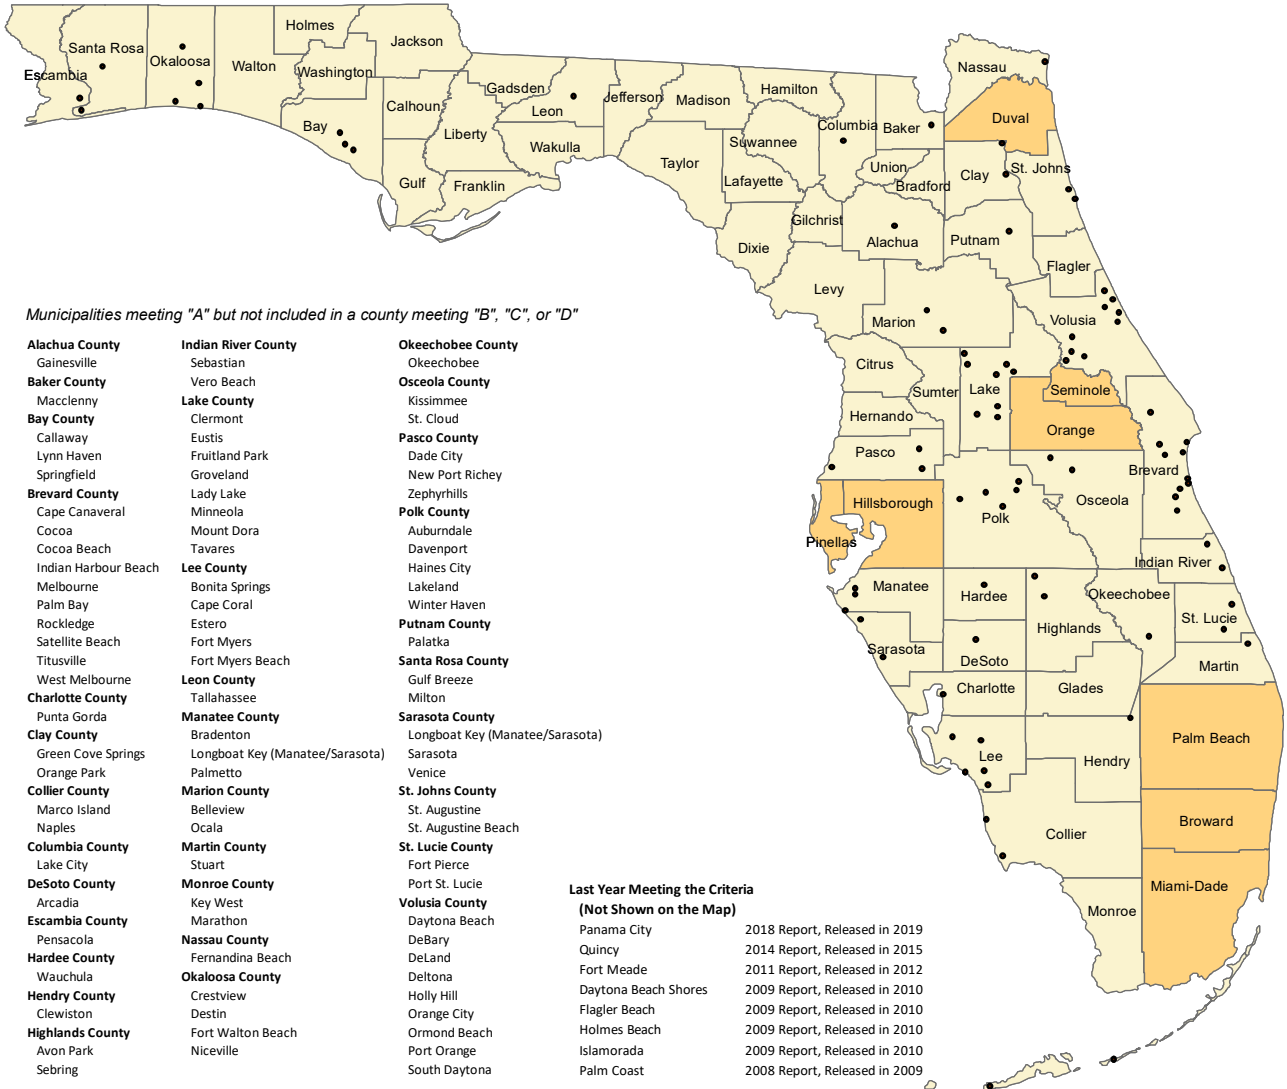 Holmes
Jackson
Santa Rosa
Okaloosa
Walton
Washington
Escambia
Nassau
Gadsden
Hamilton
Jefferson
Madison
Calhoun
Leon
Duval
Bay
Liberty
Columbia
Baker
Suwannee
Wakulla
Taylor
Union
St. Johns
Clay
Gulf
Franklin
Lafayette
Bradford
Gilchrist
Alachua
Putnam
Dixie
Flagler
Levy
Marion
Volusia
Citrus
Sumter
Lake
Seminole
Hernando
Orange
Pasco
Brevard
Hillsborough
Osceola
Polk
Pinellas
Indian River
Manatee
Hardee
Okeechobee
St. Lucie
Highlands
Sarasota
DeSoto
Martin
Charlotte
Glades
Palm Beach
Lee
Hendry
Broward
Collier
Miami-Dade
Monroe
Municipalities meeting "A" but not included in a county meeting "B", "C", or "D"
Alachua County
Gainesville
Baker County
Macclenny
Bay County
Callaway
Lynn Haven
Springfield
Brevard County
Cape Canaveral
Cocoa
Cocoa Beach
Indian Harbour Beach
Melbourne
Palm Bay
Rockledge
Satellite Beach
Titusville
West Melbourne
Charlotte County
Punta Gorda
Clay County
Green Cove Springs
Orange Park
Collier County
Marco Island
Naples
Columbia County
Lake City
DeSoto County
Arcadia
Escambia County
Pensacola
Hardee County
Wauchula
Hendry County
Clewiston
Highlands County
Avon Park
Sebring
Indian River County
Sebastian
Vero Beach
Lake County
Clermont
Eustis
Fruitland Park
Groveland
Lady Lake
Minneola
Mount Dora
Tavares
Lee County
Bonita Springs
Cape Coral
Estero
Fort Myers
Fort Myers Beach
Leon County
Tallahassee
Manatee County
Bradenton
Longboat Key (Manatee/Sarasota)
Palmetto
Marion County
Belleview
Ocala
Martin County
Stuart
Monroe County
Key West
Marathon
Nassau County
Fernandina Beach
Okaloosa County
Crestview
Destin
Fort Walton Beach
Niceville
Okeechobee County
Okeechobee
Osceola County
Kissimmee
St. Cloud
Pasco County
Dade City
New Port Richey
Zephyrhills
Polk County
Auburndale
Davenport
Haines City
Lakeland
Winter Haven
Putnam County
Palatka
Santa Rosa County
Gulf Breeze
Milton
Sarasota County
Longboat Key (Manatee/Sarasota)
Sarasota
Venice
St. Johns County
St. Augustine
St. Augustine Beach
St. Lucie County
Fort Pierce
Port St. Lucie
Volusia County
Daytona Beach
DeBary
DeLand
Deltona
Holly Hill
Orange City
Ormond Beach
Port Orange
South Daytona
Last Year Meeting the Criteria
(Not Shown on the Map)
Panama City 2018 Report, Released in 2019
Quincy 2014 Report, Released in 2015
Fort Meade 2011 Report, Released in 2012
Daytona Beach Shores 2009 Report, Released in 2010
Flagler Beach 2009 Report, Released in 2010
Holmes Beach 2009 Report, Released in 2010
Islamorada 2009 Report, Released in 2010
Palm Coast 2008 Report, Released in 2009